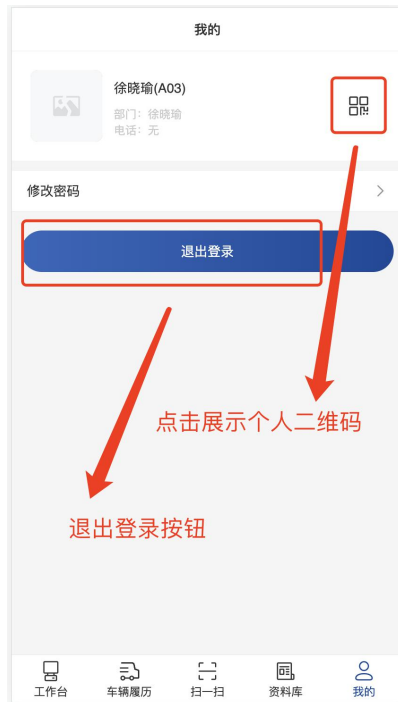 我的
徐晓瑜(A03)
部门：徐晓瑜
电话：无
修改密码
退出登录
点击展示个人二维码
退出登录按钮
工作台 车辆履历 扫一扫 资料库 我的